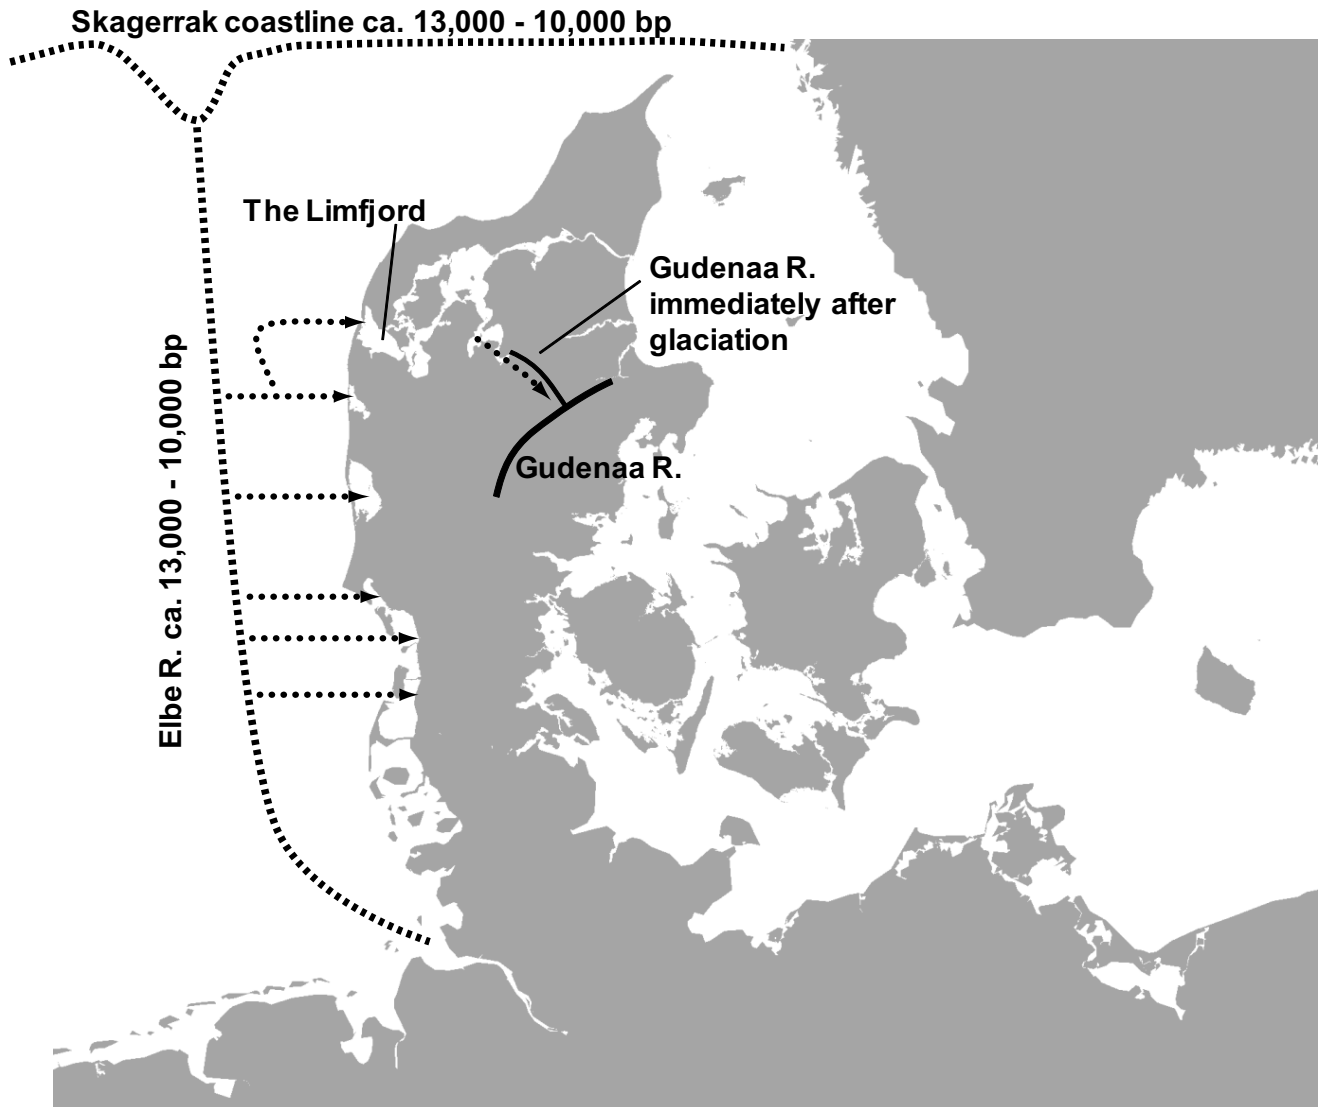 Skagerrak coastline ca. 13,000 - 10,000 bp
The Limfjord
Gudenaa R.
immediately after
glaciation
Elbe R. ca. 13,000 - 10,000 bp
Gudenaa R.